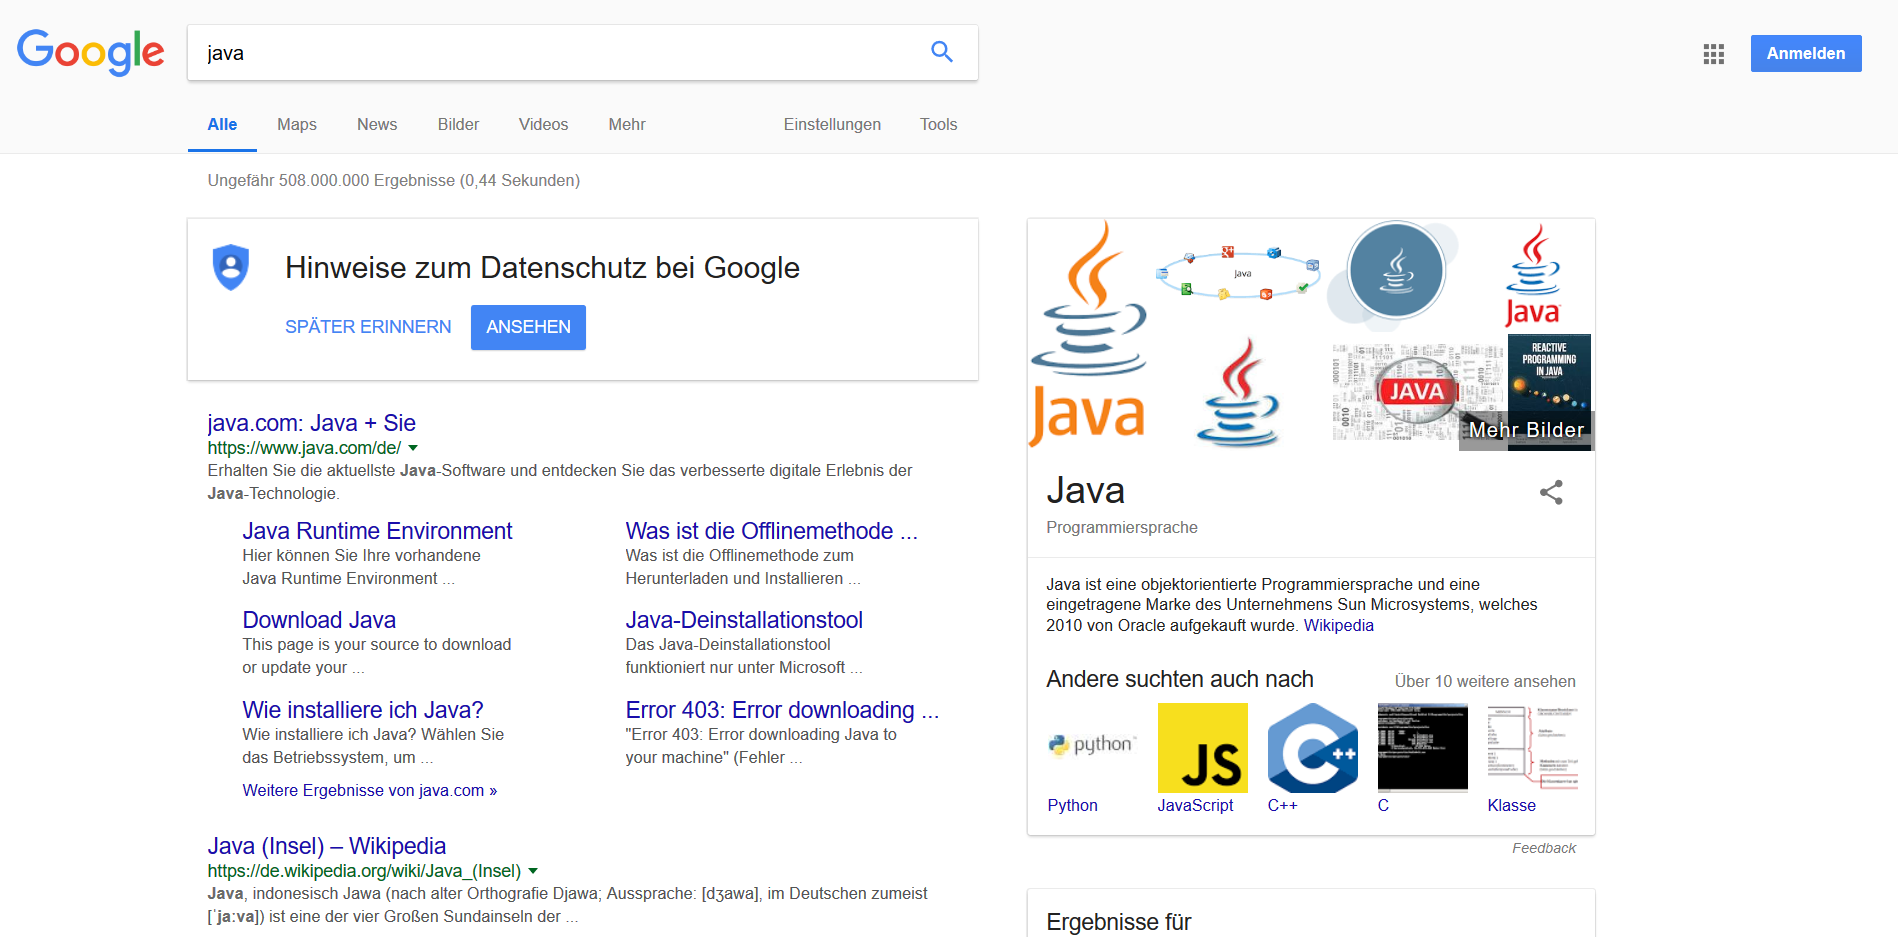 Google
java
Anmelden
Alle
Maps
News
Bilder
Videos
Mehr
Einstellungen
Tools
Ungefähr 508.000.000 Ergebnisse (0,44 Sekunden)
Hinweise zum Datenschutz bei Google
SPÄTER ERINNERN
ANSEHEN
java.com: Java + Sie
https://www.java.com/de/
Erhalten Sie die aktuellste Java-Software und entdecken Sie das verbesserte digitale Erlebnis der
Java-Technologie.
Java Runtime Environment
Hier können Sie Ihre vorhandene
Java Runtime Environment ...
Was ist die Offlinemethode ...
Was ist die Offlinemethode zum
Herunterladen und Installieren ...
Download Java
This page is your source to download
or update your ...
Java-Deinstallationstool
Das Java-Deinstallationstool
funktioniert nur unter Microsoft ...
Wie installiere ich Java?
Wie installiere ich Java? Wählen Sie
das Betriebssystem, um ...
Error 403: Error downloading ...
"Error 403: Error downloading Java to
your machine" (Fehler ...
Weitere Ergebnisse von java.com »
Java (Insel) – Wikipedia
https://de.wikipedia.org/wiki/Java_(Insel)
Java, indonesisch Jawa (nach alter Orthografie Djawa; Aussprache: [dʒawa], im Deutschen zumeist
[ˈjaːva]) ist eine der vier Großen Sundainseln der ...
Java
Java
Java
JAVA
REACTIVE
PROGRAMMING
IN JAVA
Mehr Bilder
Java
Programmiersprache
Java ist eine objektorientierte Programmiersprache und eine
eingetragene Marke des Unternehmens Sun Microsystems, welches
2010 von Oracle aufgekauft wurde. Wikipedia
Andere suchten auch nach
Über 10 weitere ansehen
python
JS
C++
Python
JavaScript
C++
C
Klasse
Feedback
Ergebnisse für